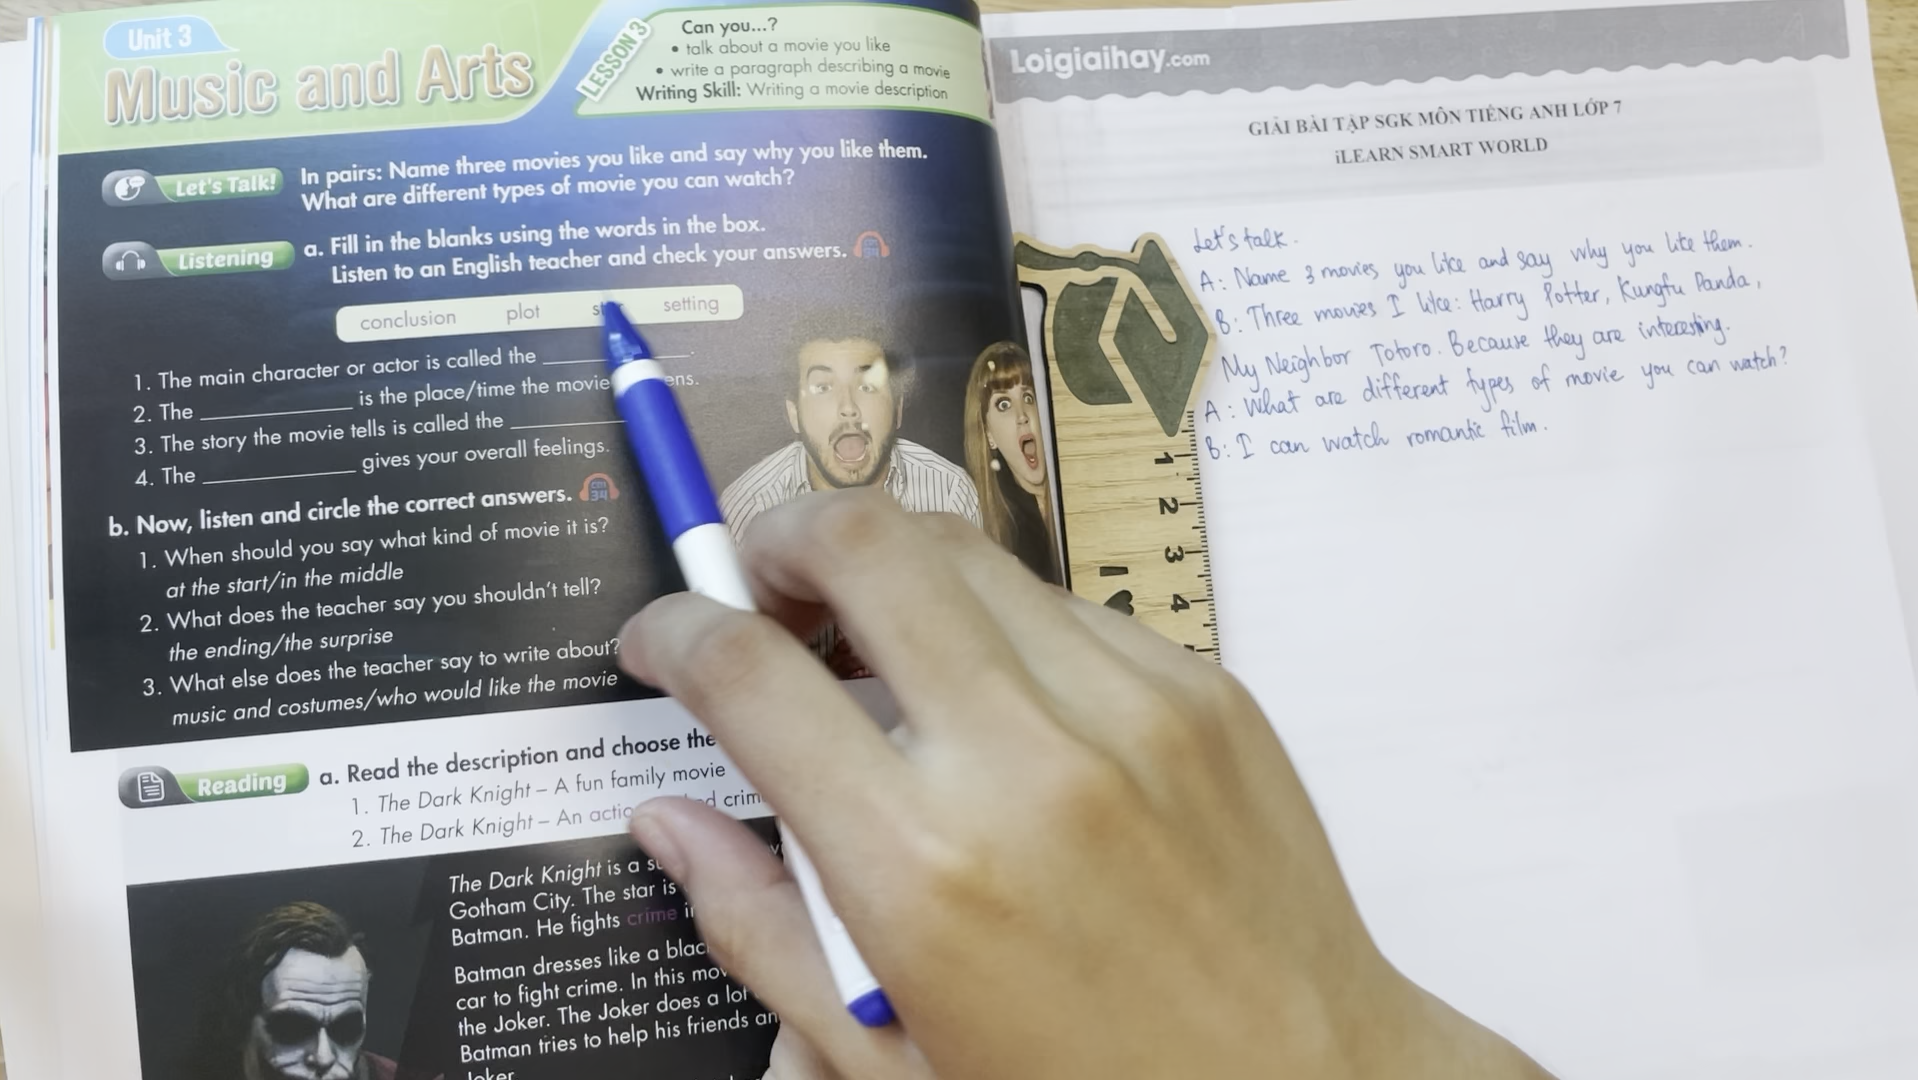 Unit 3
Music and Arts
LESSON 3
Can you...?
• talk about a movie you like
• write a paragraph describing a movie
Writing Skill: Writing a movie description
Let's Talk!
In pairs: Name three movies you like and say why you like them.
What are different types of movie you can watch?
Listening
a. Fill in the blanks using the words in the box.
Listen to an English teacher and check your answers.
conclusion plot setting
1. The main character or actor is called the ____________.
2. The ____________ is the place/time the movie
3. The story the movie tells is called the ____________
4. The ____________ gives your overall feelings.
b. Now, listen and circle the correct answers.
34
1. When should you say what kind of movie it is?
at the start/in the middle
2. What does the teacher say you shouldn't tell?
the ending/the surprise
3. What else does the teacher say to write about?
music and costumes/who would like the movie
Reading
a. Read the description and choose the
1. The Dark Knight – A fun family movie
2. The Dark Knight – An
The Dark Knight is a
Gotham City. The star is
Batman. He fights crime
Batman dresses like a
car to fight crime. In this
the Joker. The Joker does a lot
Batman tries to help his friends
Joker
Loigiaihay.com
GIẢI BÀI TẬP SGK MÔN TIẾNG ANH LỚP 7
iLEARN SMART WORLD
Let's talk.
A: Name 3 movies you like and say why you like them.
B: Three movies I like: Harry Potter, Kungfu Panda,
My Neighbor Totoro. Because they are interesting.
A: What are different types of movie you can watch?
B: I can watch romantic film.
1
2
3
4
I